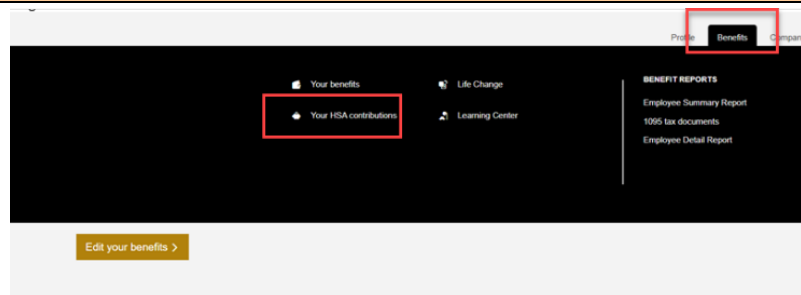 Profile Benefits Compan
Your benefits
Life Change
Your HSA contributions
Learning Center
BENEFIT REPORTS
Employee Summary Report
1095 tax documents
Employee Detail Report
Edit your benefits >